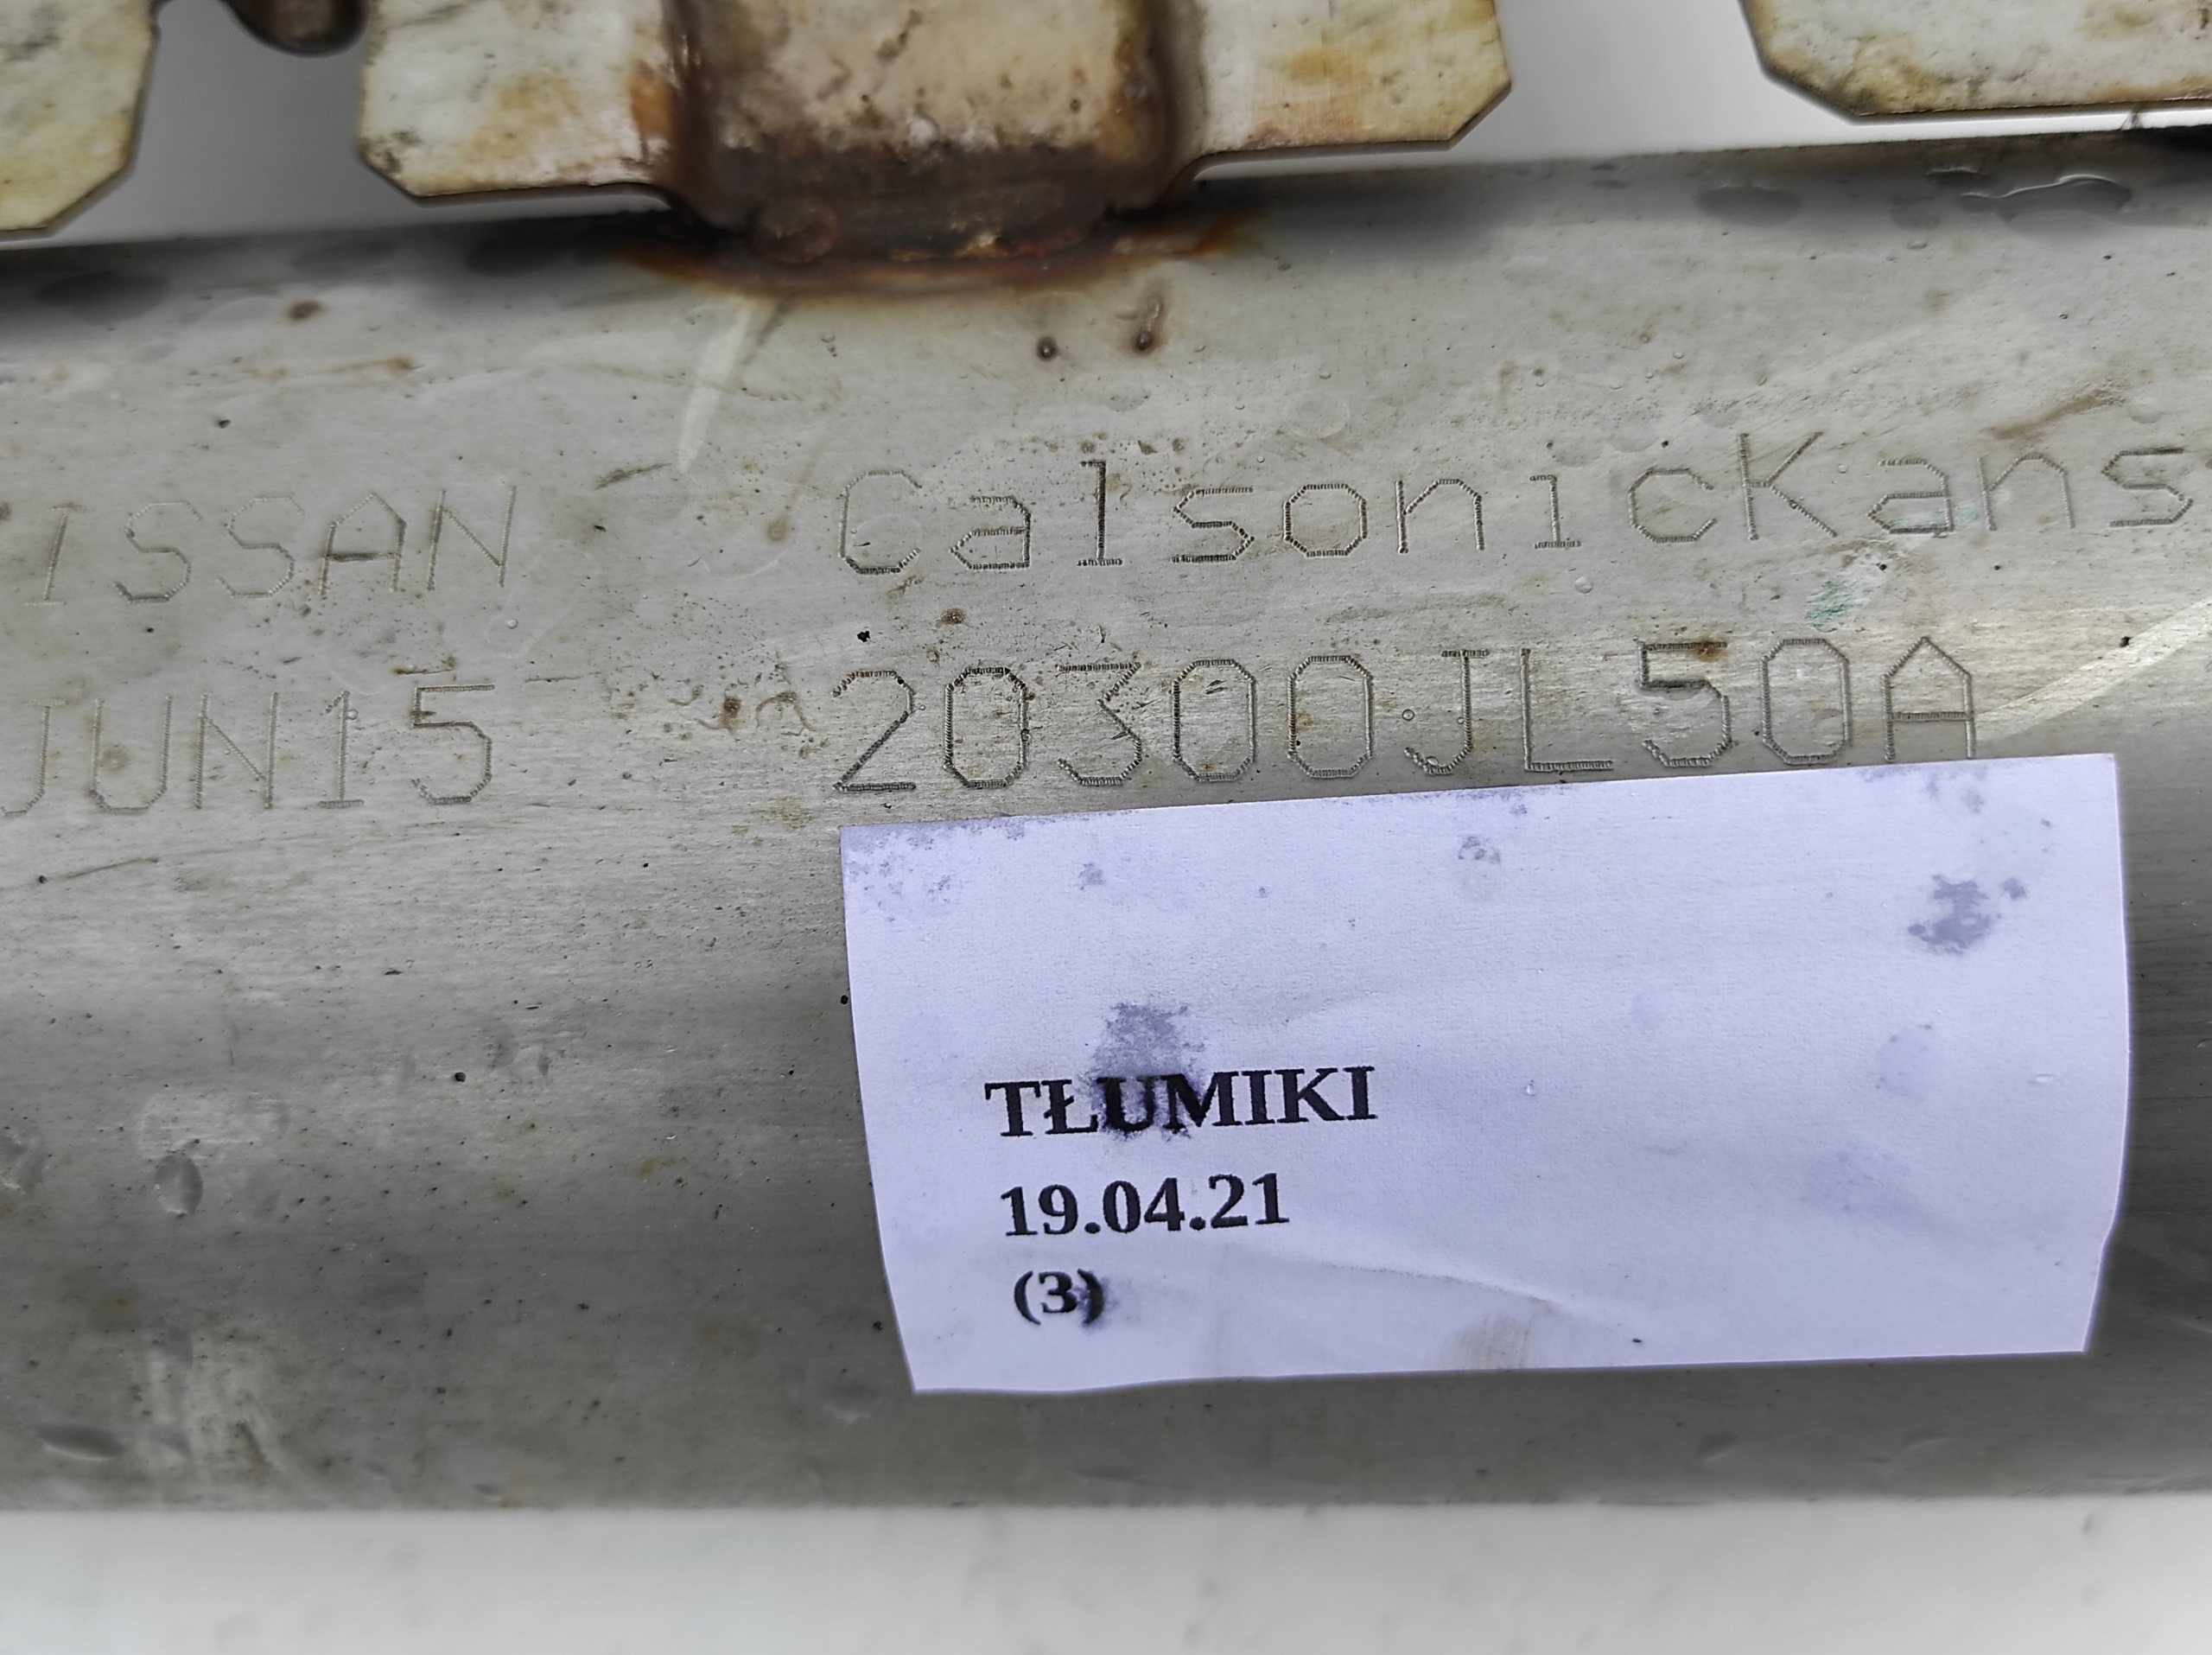 ISSAN CalsonicKans
JUN15 20300JL50A
TŁUMIKI
19.04.21
(3)